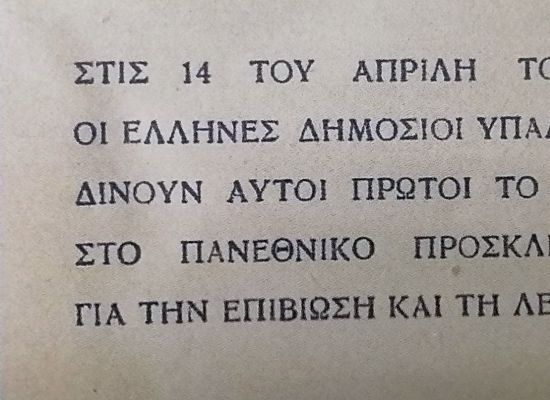 ΣΤΙΣ 14 ΤΟΥ ΑΠΡΙΛΗ
ΟΙ ΕΛΛΗΝΕΣ ΔΗΜΟΣΙΟΙ
ΔΙΝΟΥΝ ΑΥΤΟΙ ΠΡΩΤΟΙ ΤΟ
ΣΤΟ ΠΑΝΕΘΝΙΚΟ
ΓΙΑ ΤΗΝ ΕΠΙΒΙΩΣΗ ΚΑΙ ΤΗ